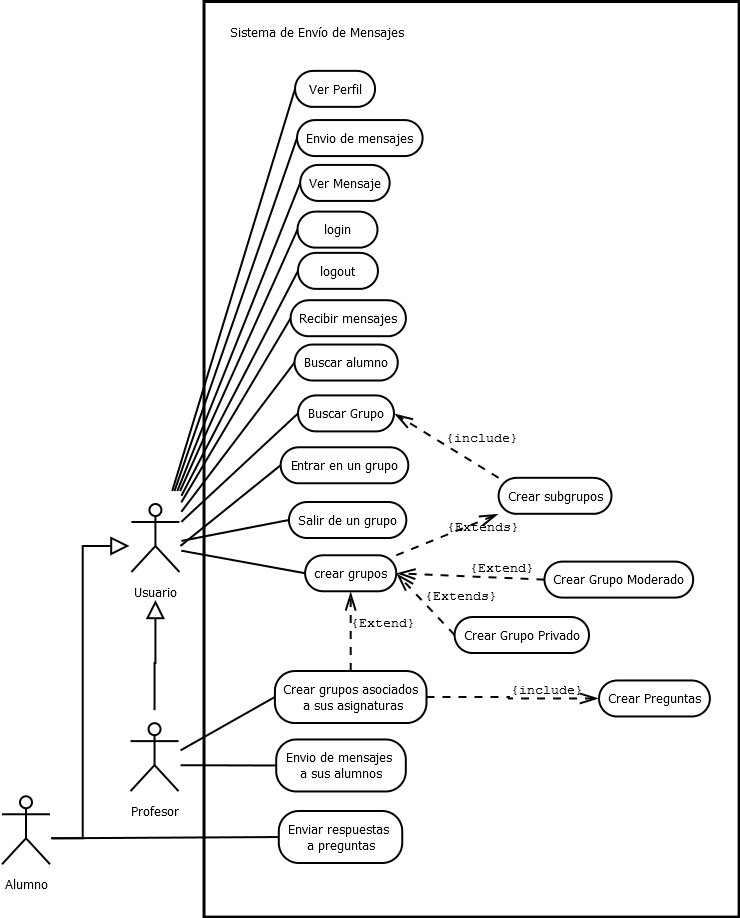 Sistema de Envío de Mensajes
Ver Perfil
Envio de mensajes
Ver Mensaje
login
logout
Recibir mensajes
Buscar alumno
Buscar Grupo
{include}
Entrar en un grupo
Crear subgrupos
Salir de un grupo
{Extends}
crear grupos
{Extend}
Crear Grupo Moderado
Usuario
{Extends}
{Extend}
Crear Grupo Privado
Crear grupos asociados
a sus asignaturas
{include}
Crear Preguntas
Envio de mensajes
a sus alumnos
Profesor
Enviar respuestas
a preguntas
Alumno